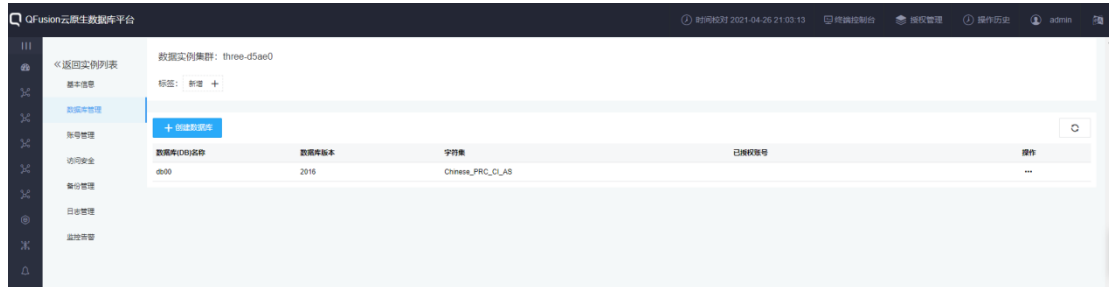 QFusion云原生数据库平台
时间校对 2021-04-26 21:03:13 终端控制台 授权管理 操作历史 admin
≪返回实例列表
基本信息
数据库管理
账号管理
访问安全
备份管理
日志管理
监控告警
数据实例集群：three-d5ae0
标签： 新增 +
+ 创建数据库
数据库(DB)名称 数据库版本 字符集 已授权账号 操作
db00 2016 Chinese_PRC_CI_AS ···